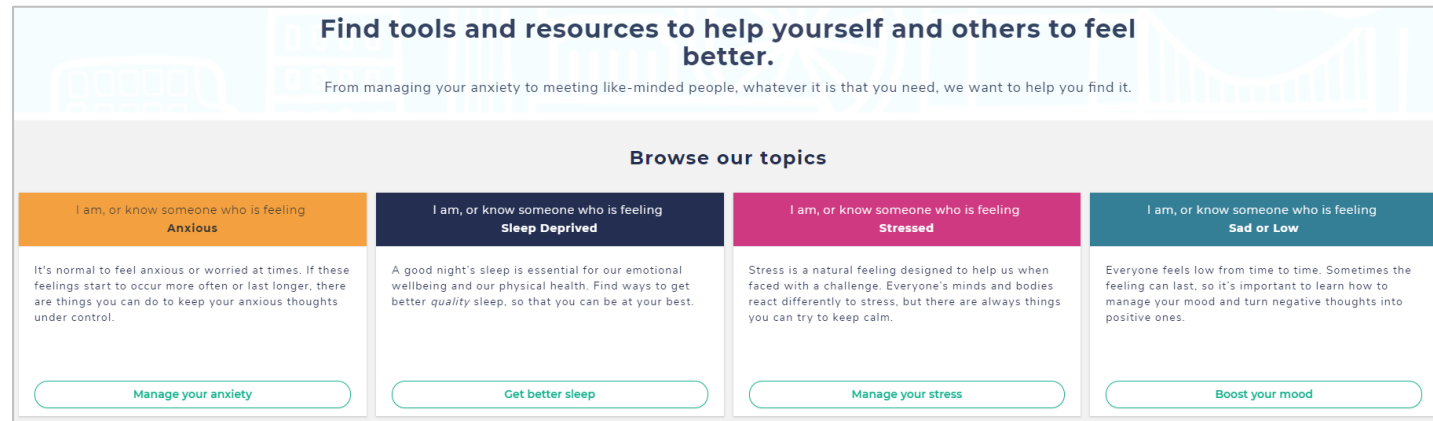 Find tools and resources to help yourself and others to feel
better.
From managing your anxiety to meeting like-minded people, whatever it is that you need, we want to help you find it.
Browse our topics
I am, or know someone who is feeling
Anxious
It's normal to feel anxious or worried at times. If these
feelings start to occur more often or last longer, there
are things you can do to keep your anxious thoughts
under control.
Manage your anxiety
I am, or know someone who is feeling
Sleep Deprived
A good night's sleep is essential for our emotional
wellbeing and our physical health. Find ways to get
better quality sleep, so that you can be at your best.
Get better sleep
I am, or know someone who is feeling
Stressed
Stress is a natural feeling designed to help us when
faced with a challenge. Everyone's minds and bodies
react differently to stress, but there are always things
you can try to keep calm.
Manage your stress
I am, or know someone who is feeling
Sad or Low
Everyone feels low from time to time. Sometimes the
feeling can last, so it's important to learn how to
manage your mood and turn negative thoughts into
positive ones.
Boost your mood